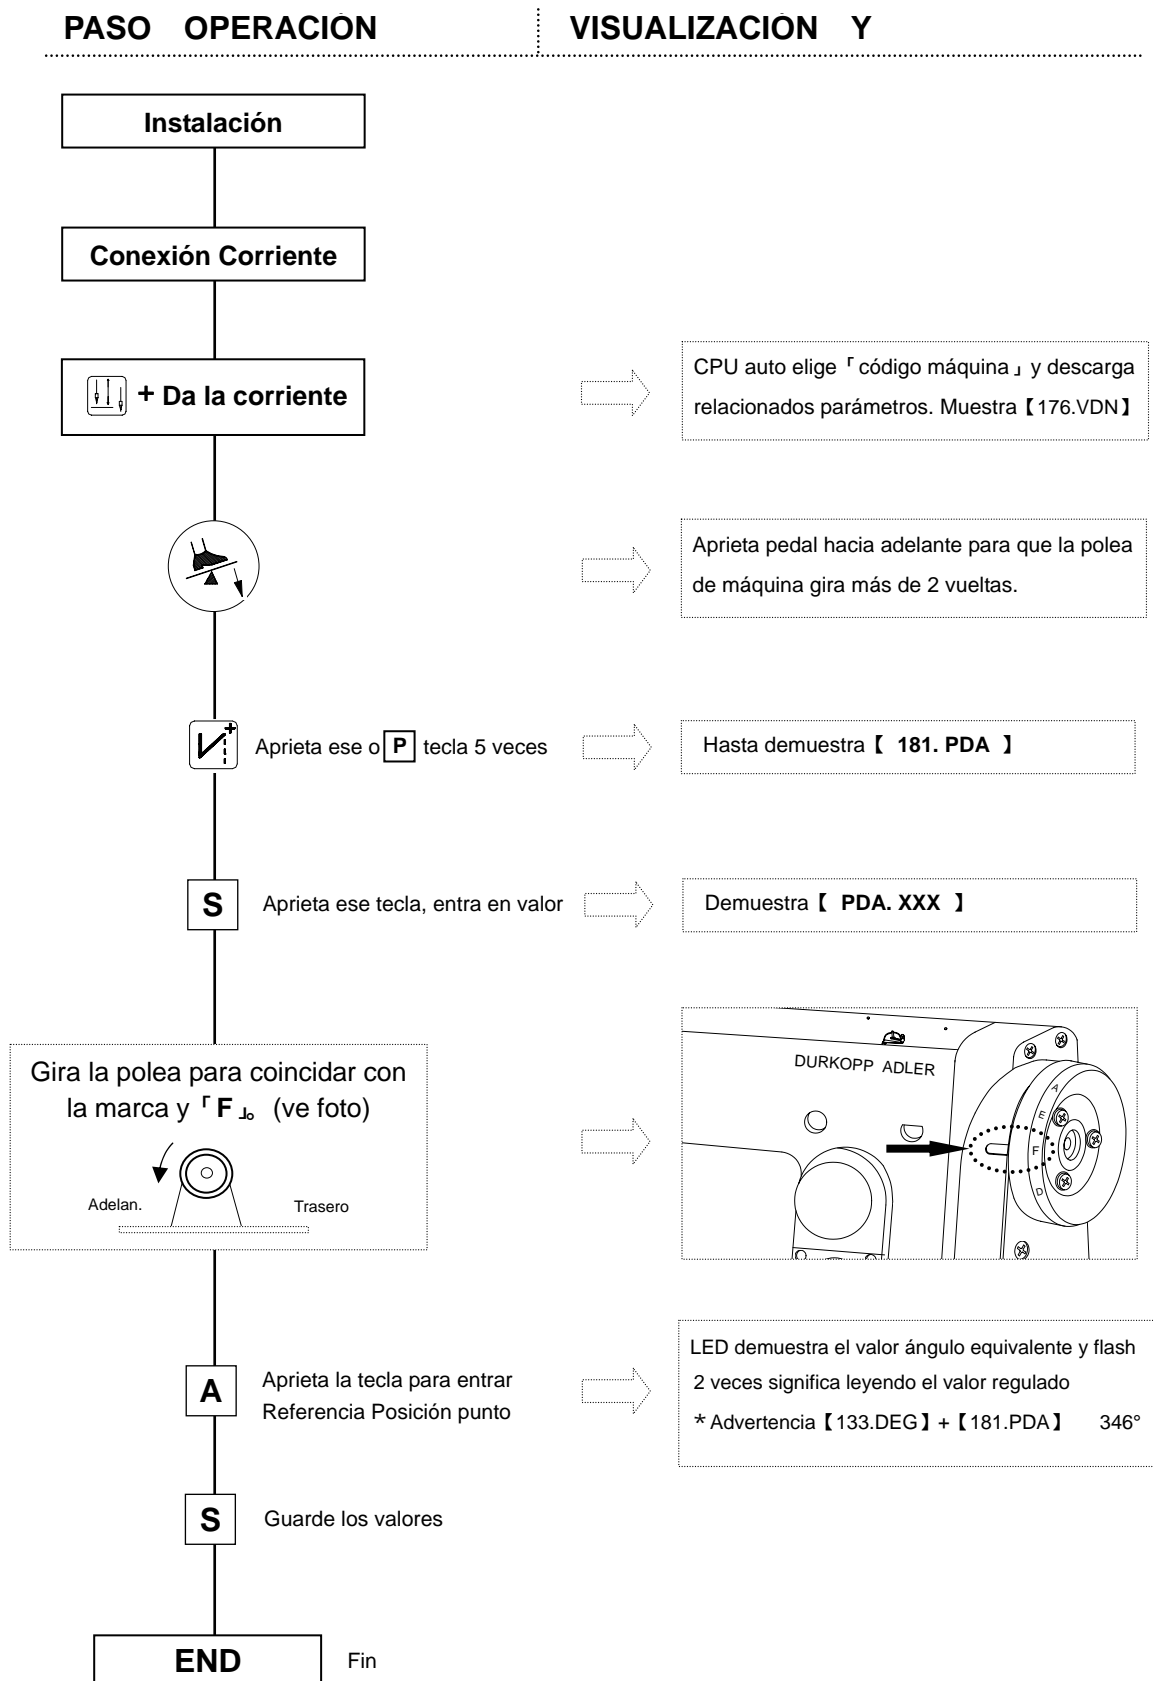 PASO OPERACIÓN VISUALIZACIÓN Y
Instalación
Conexión Corriente
+ Da la corriente
CPU auto elige「código máquina」y descarga
relacionados parámetros. Muestra【176.VDN】
Aprieta pedal hacia adelante para que la polea
de máquina gira más de 2 vueltas.
Aprieta ese o P tecla 5 veces
Hasta demuestra【 181. PDA 】
S Aprieta ese tecla, entra en valor
Demuestra【 PDA. XXX 】
Gira la polea para coincidar con
la marca y「F」。 (ve foto)
Adelan. Trasero
DURKOPP ADLER
A
E
F
D
A
Aprieta la tecla para entrar
Referencia Posición punto
LED demuestra el valor ángulo equivalente y flash
2 veces significa leyendo el valor regulado
* Advertencia【133.DEG】+【181.PDA】 346°
S Guarde los valores
END Fin